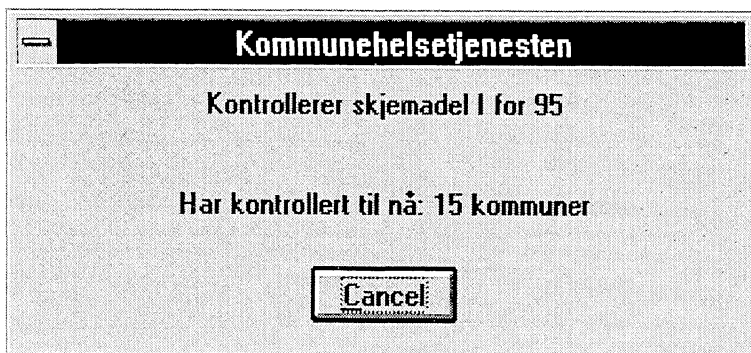 Kommunehelsetjenesten
Kontrollerer skjemadel I for 95
Har kontrollert til nå: 15 kommuner
Cancel